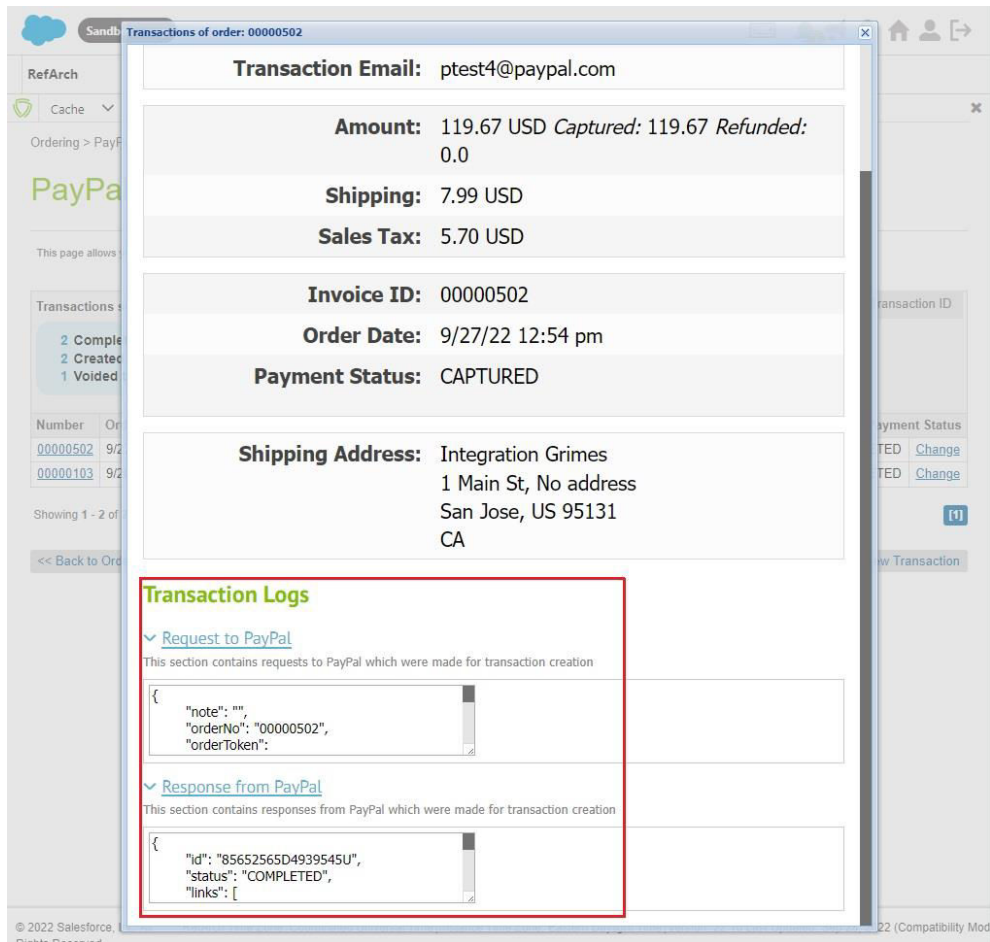 Sandb
Transactions of order: 00000502
RefArch
Cache
Ordering > PayP
PayPa
This page allows
Transactions s
ransaction ID
2 Comple
2 Created
1 Voided
Number Or
ayment Status
00000502 9/2
TED Change
00000103 9/2
TED Change
Showing 1 - 2 of
[1]
<< Back to Ord
w Transaction
Transaction Email: ptest4@paypal.com
Amount: 119.67 USD Captured: 119.67 Refunded:
0.0
Shipping: 7.99 USD
Sales Tax: 5.70 USD
Invoice ID: 00000502
Order Date: 9/27/22 12:54 pm
Payment Status: CAPTURED
Shipping Address: Integration Grimes
1 Main St, No address
San Jose, US 95131
CA
Transaction Logs
Request to PayPal
This section contains requests to PayPal which were made for transaction creation
{
"note": "",
"orderNo": "00000502",
"orderToken":
Response from PayPal
This section contains responses from PayPal which were made for transaction creation
{
"id": "85652565D4939545U",
"status": "COMPLETED",
"links": [
© 2022 Salesforce,
22 (Compatibility Mod